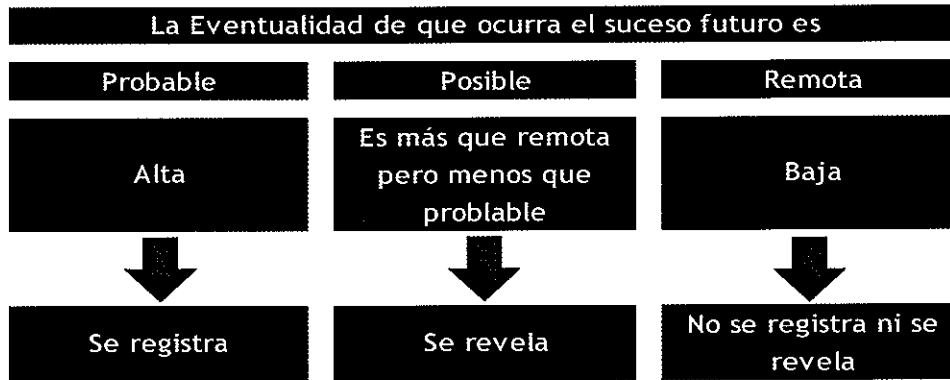 La Eventualidad de que ocurra el suceso futuro es
Probable
Posible
Remota
Alta
Es más que remota
pero menos que
problable
Baja
Se registra
Se revela
No se registra ni se
revela